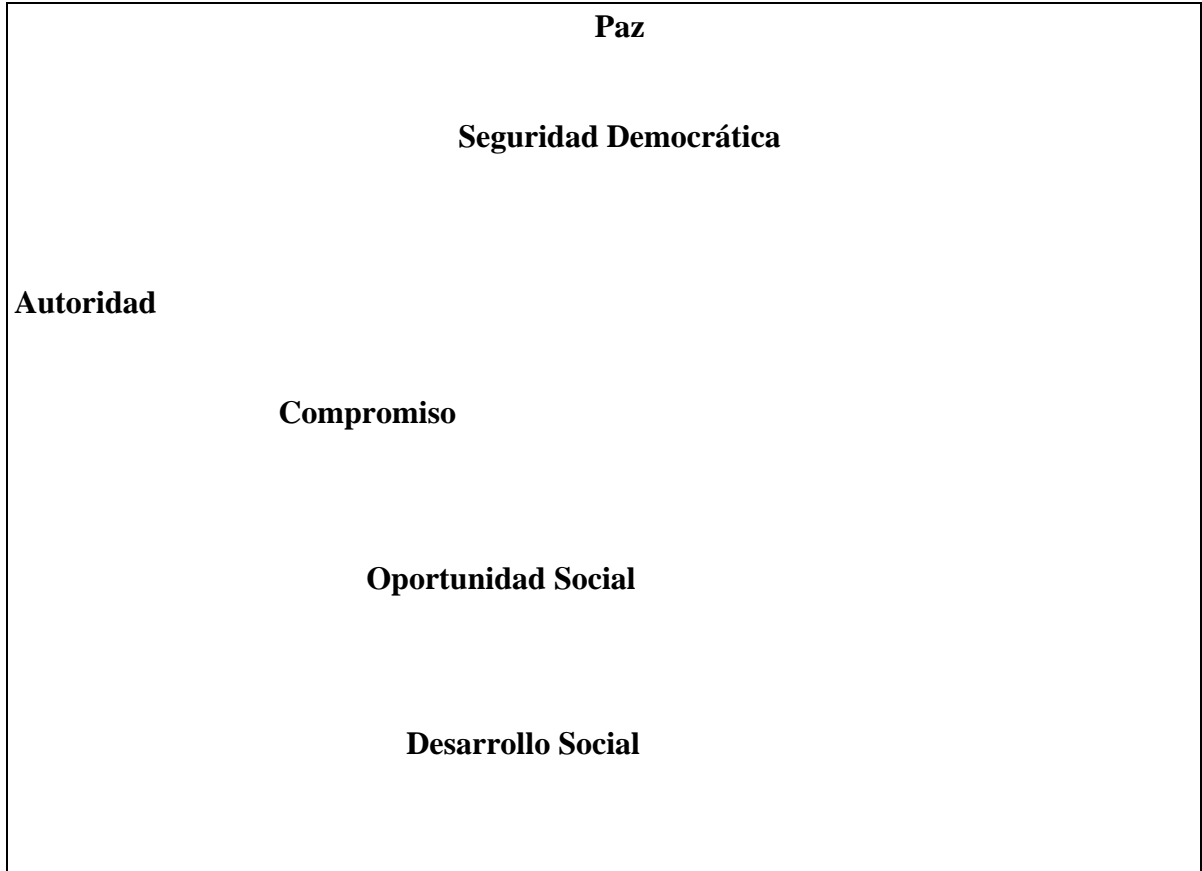 Paz
Seguridad Democrática
Autoridad
Compromiso
Oportunidad Social
Desarrollo Social